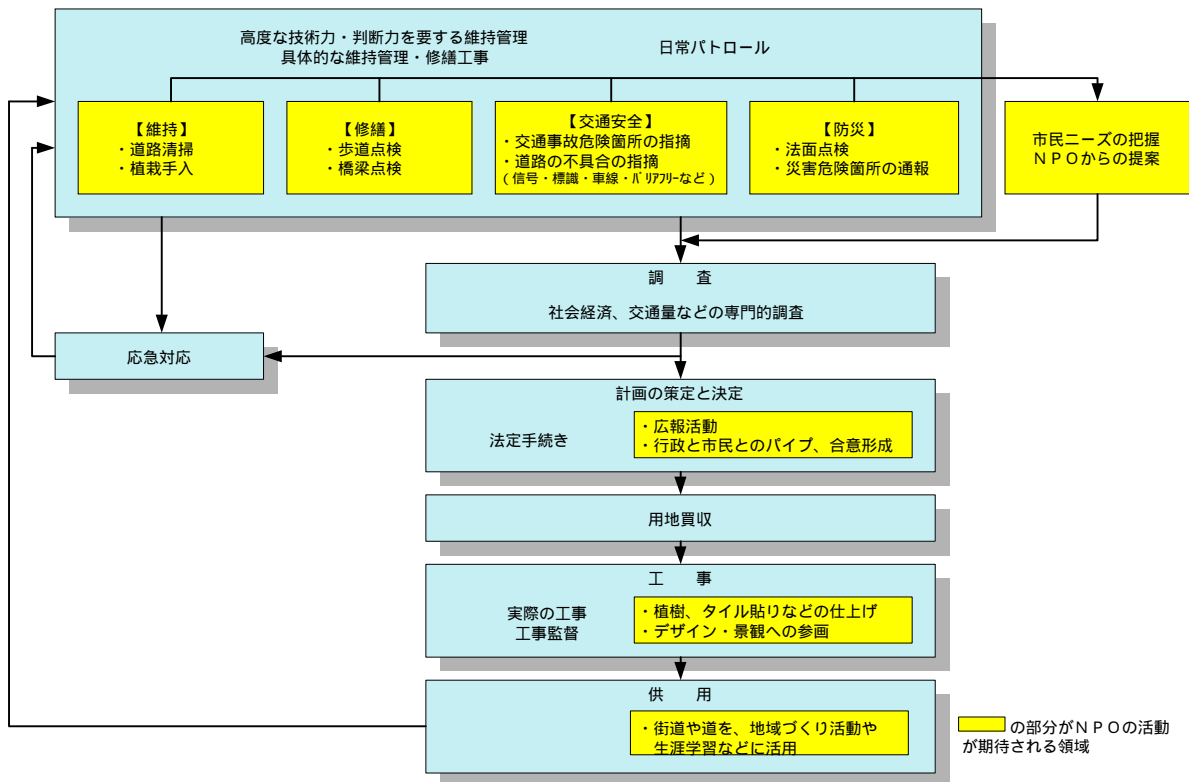 高度な技術力・判断力を要する維持管理
具体的な維持管理・修繕工事
日常パトロール
【維持】
・道路清掃
・植栽手入
【修繕】
・歩道点検
・橋梁点検
【交通安全】
・交通事故危険箇所の指摘
・道路の不具合の指摘
(信号・標識・車線・バリアフリーなど)
【防災】
・法面点検
・災害危険箇所の通報
市民ニーズの把握
NPOからの提案
調　査
社会経済、交通量などの専門的調査
応急対応
計画の策定と決定
法定手続き
・広報活動
・行政と市民とのパイプ、合意形成
用地買収
工　事
実際の工事
工事監督
・植樹、タイル貼りなどの仕上げ
・デザイン・景観への参画
供　用
・街道や道を、地域づくり活動や
生涯学習などに活用
の部分がNPOの活動
が期待される領域